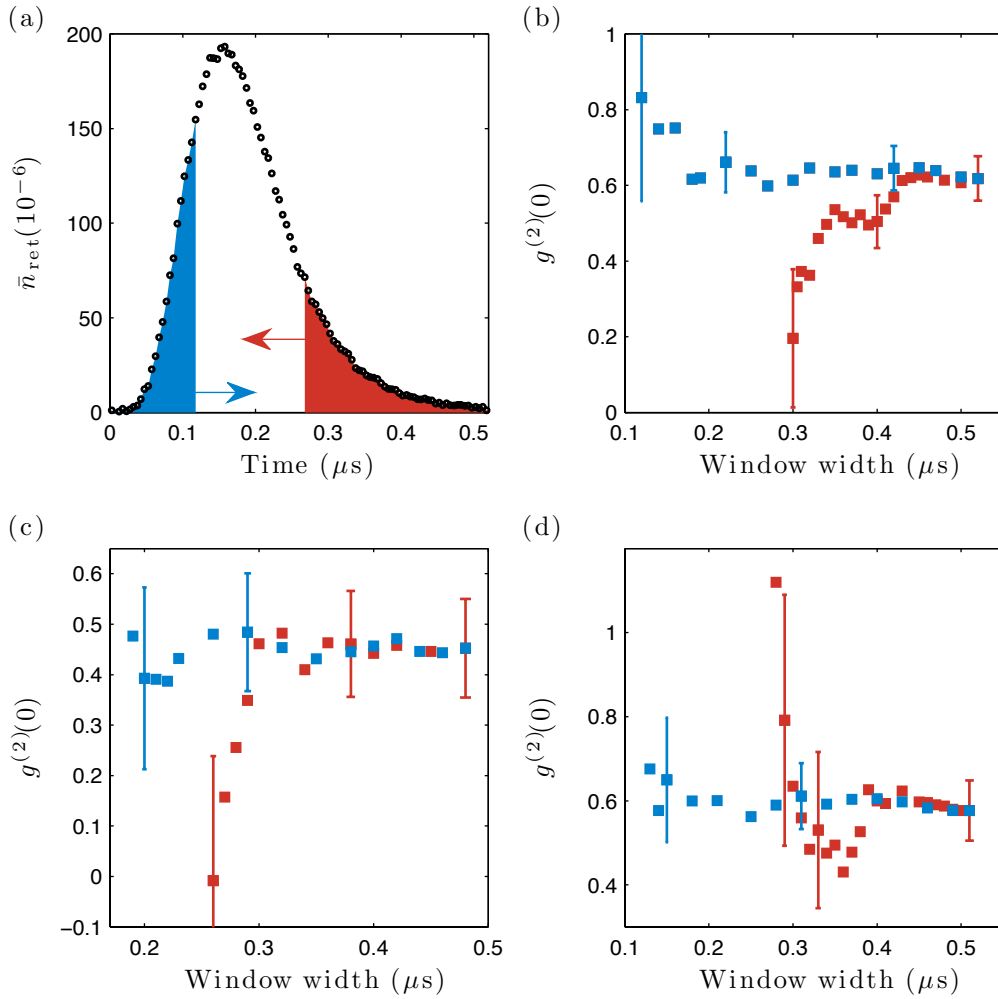 (a)
200
150
100
50
0
n̄ret(10−6)
0 0.1 0.2 0.3 0.4 0.5
Time (μs)
(b)
1
0.8
0.6
0.4
0.2
0
g(2)(0)
0.1 0.2 0.3 0.4 0.5
Window width (μs)
(c)
0.6
0.5
0.4
0.3
0.2
0.1
0
−0.1
g(2)(0)
0.2 0.3 0.4 0.5
Window width (μs)
(d)
1
0.8
0.6
0.4
g(2)(0)
0.1 0.2 0.3 0.4 0.5
Window width (μs)